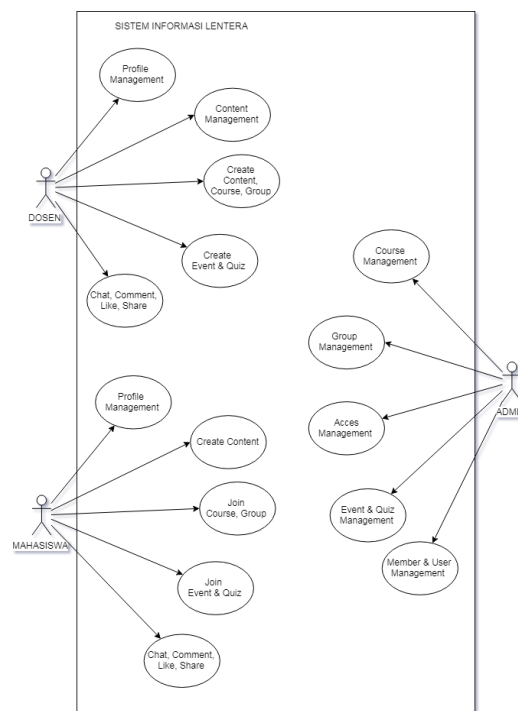 SISTEM INFORMASI LENTERA
Profile
Management
Content
Management
Create
Content,
Course, Group
DOSEN
Create
Event & Quiz
Chat, Comment,
Like, Share
Course
Management
Group
Management
ADMI
Acces
Management
Event & Quiz
Management
Member & User
Management
Profile
Management
Create Content
Join
Course, Group
MAHASISWA
Join
Event & Quiz
Chat, Comment,
Like, Share